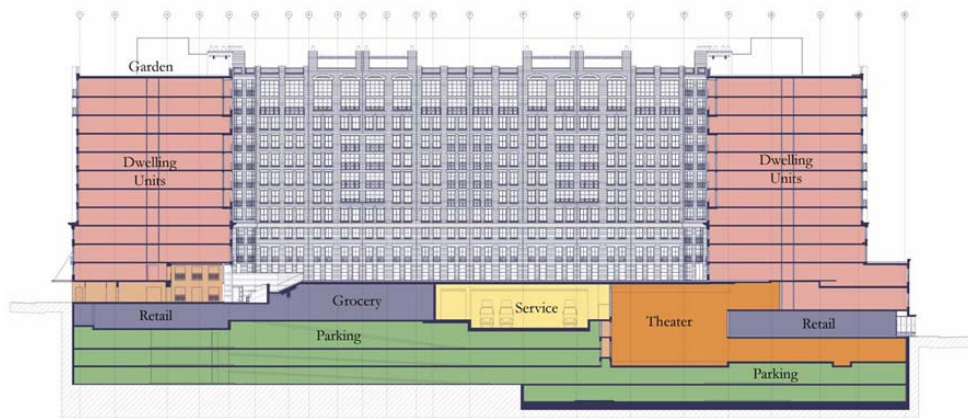 Garden
Dwelling
Units
Dwelling
Units
Grocery
Service
Retail
Theater
Retail
Parking
Parking